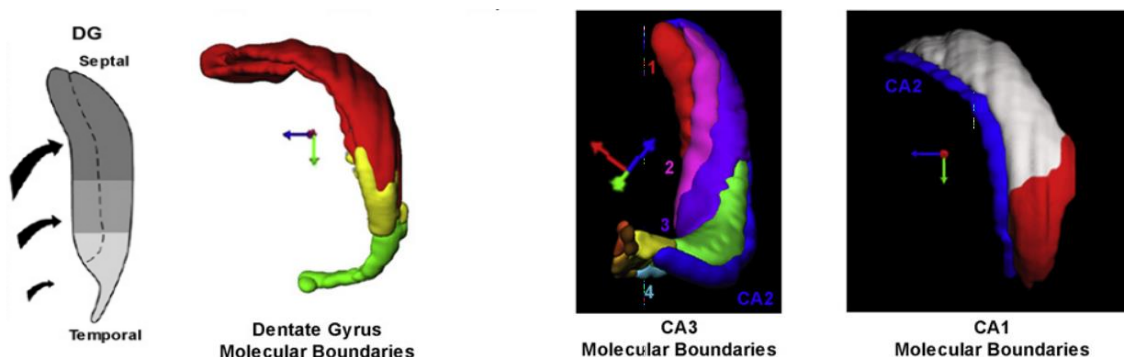 DG
Septal
Temporal
Dentate Gyrus
Molecular Boundaries
1
2
3
4
CA2
CA3
Molecular Boundaries
CA2
CA1
Molecular Boundaries